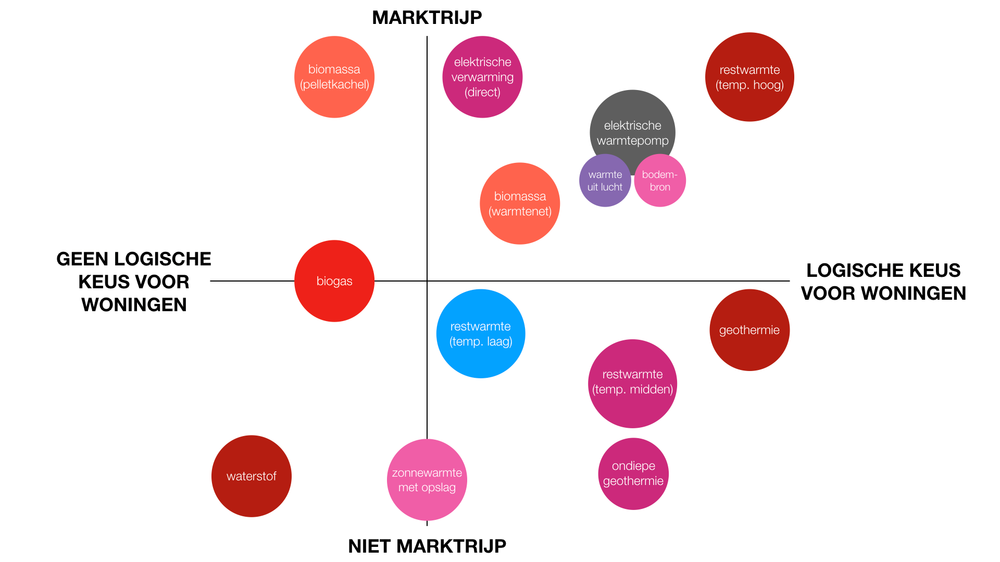 MARKTRIJP
biomassa
(pelletkachel)
elektrische
verwarming
(direct)
restwarmte
(temp. hoog)
elektrische
warmtepomp
warmte
uit lucht
bodem-
bron
biomassa
(warmtenet)
GEEN LOGISCHE
KEUS VOOR
WONINGEN
biogas
LOGISCHE KEUS
VOOR WONINGEN
restwarmte
(temp. laag)
geothermie
restwarmte
(temp. midden)
waterstof
zonnewarmte
met opslag
ondiepe
geothermie
NIET MARKTRIJP